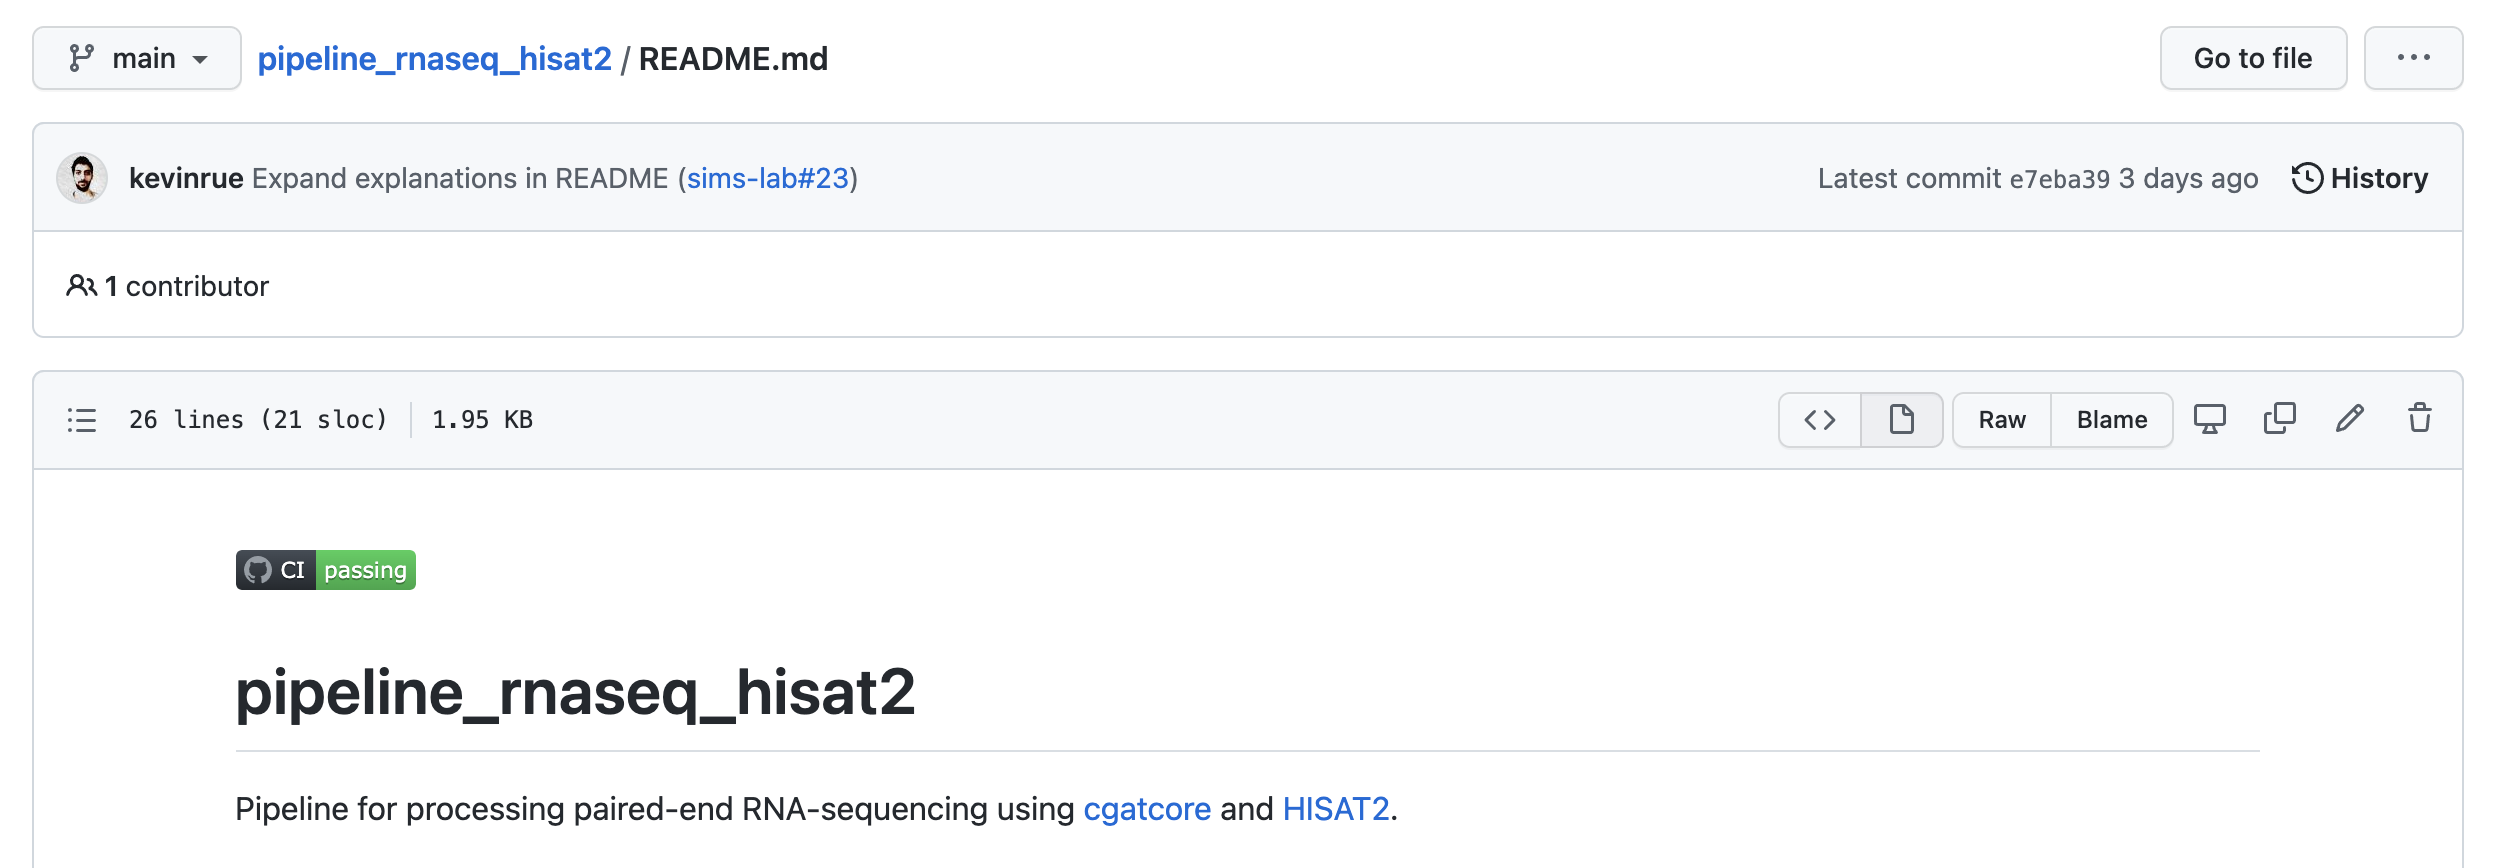 main
pipeline_rnaseq_hisat2 / README.md
Go to file
...
kevinrue Expand explanations in README (sims-lab#23)
Latest commit e7eba39 3 days ago
History
1 contributor
26 lines (21 sloc)
1.95 KB
<>
Raw
Blame
CI passing
pipeline_rnaseq_hisat2
Pipeline for processing paired-end RNA-sequencing using cgatcore and HISAT2.